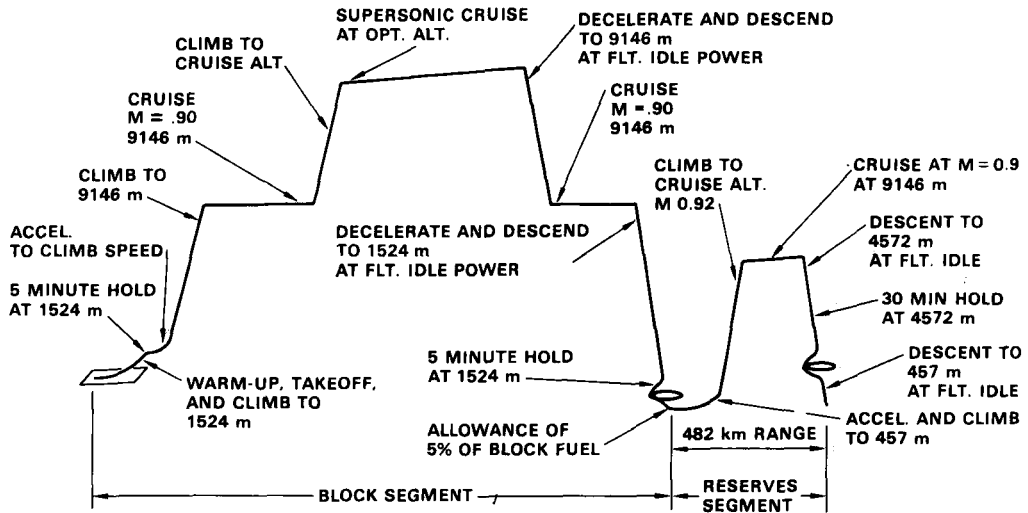 SUPERSONIC CRUISE
AT OPT. ALT.
DECELERATE AND DESCEND
TO 9146 m
AT FLT. IDLE POWER
CLIMB TO
CRUISE ALT.
CRUISE
M = .90
9146 m
CRUISE
M = .90
9146 m
CLIMB TO
9146 m
CLIMB TO
CRUISE ALT.
M 0.92
CRUISE AT M = 0.9
AT 9146 m
ACCEL.
TO CLIMB SPEED
DECELERATE AND DESCEND
TO 1524 m
AT FLT. IDLE POWER
DESCENT TO
4572 m
AT FLT. IDLE
5 MINUTE HOLD
AT 1524 m
30 MIN HOLD
AT 4572 m
5 MINUTE HOLD
AT 1524 m
DESCENT TO
457 m
AT FLT. IDLE
WARM-UP, TAKEOFF,
AND CLIMB TO
1524 m
ALLOWANCE OF
5% OF BLOCK FUEL
482 km RANGE
ACCEL. AND CLIMB
TO 457 m
BLOCK SEGMENT
RESERVES
SEGMENT